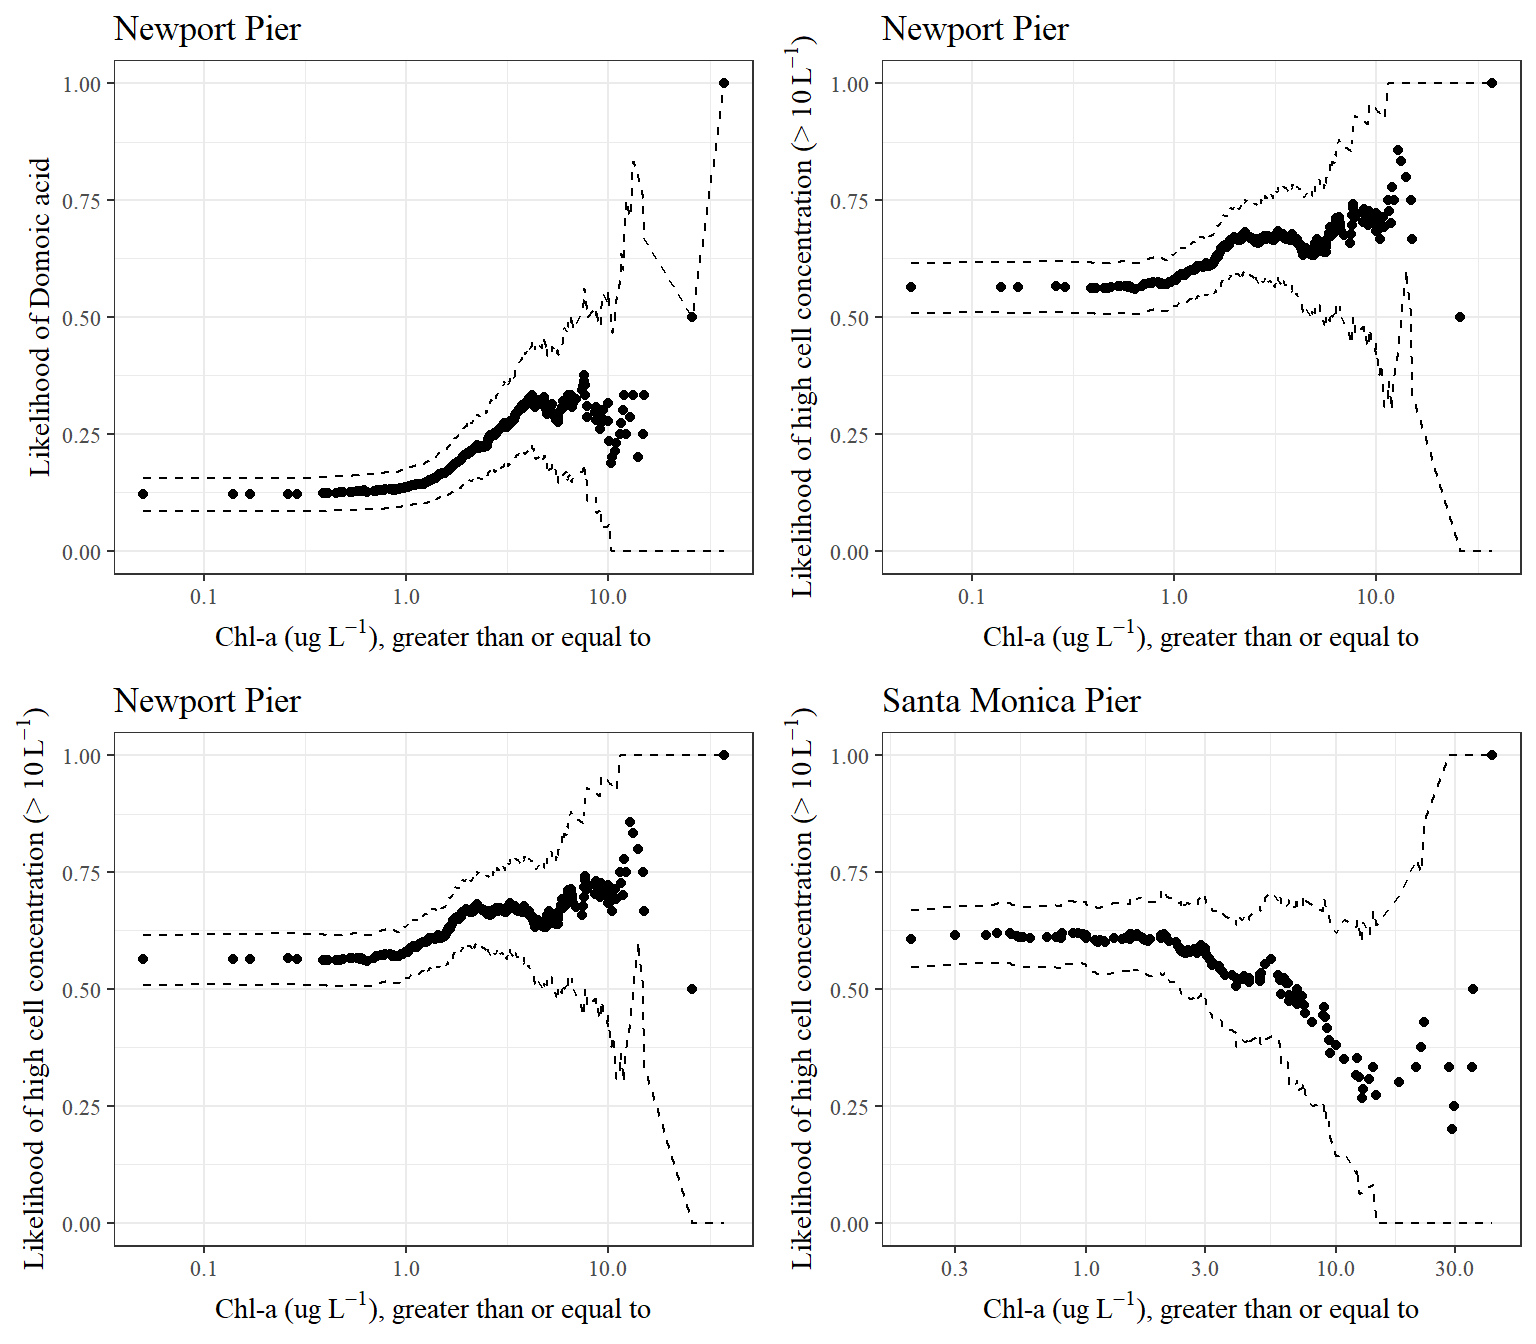 Newport Pier
Likelihood of Domoic acid
1.00
0.75
0.50
0.25
0.00
0.1 1.0 10.0
Chl-a (ug L⁻¹), greater than or equal to
Newport Pier
Likelihood of high cell concentration (> 10 L⁻¹)
1.00
0.75
0.50
0.25
0.00
0.1 1.0 10.0
Chl-a (ug L⁻¹), greater than or equal to
Newport Pier
Likelihood of high cell concentration (> 10 L⁻¹)
1.00
0.75
0.50
0.25
0.00
0.1 1.0 10.0
Chl-a (ug L⁻¹), greater than or equal to
Santa Monica Pier
Likelihood of high cell concentration (> 10 L⁻¹)
1.00
0.75
0.50
0.25
0.00
0.3 1.0 3.0 10.0 30.0
Chl-a (ug L⁻¹), greater than or equal to